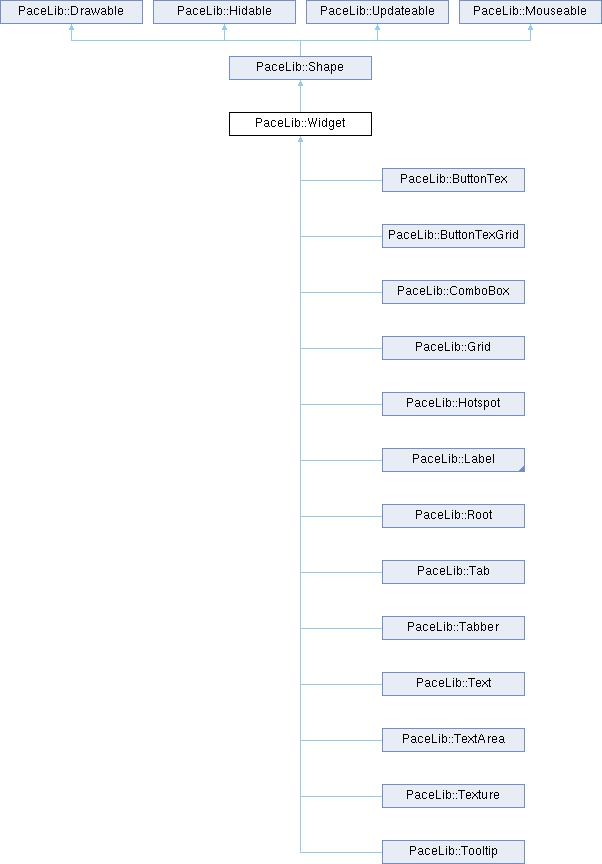 PaceLib::Drawable PaceLib::Hidable PaceLib::Updateable PaceLib::Mouseable
PaceLib::Shape
PaceLib::Widget
PaceLib::ButtonTex
PaceLib::ButtonTexGrid
PaceLib::ComboBox
PaceLib::Grid
PaceLib::Hotspot
PaceLib::Label
PaceLib::Root
PaceLib::Tab
PaceLib::Tabber
PaceLib::Text
PaceLib::TextArea
PaceLib::Texture
PaceLib::Tooltip